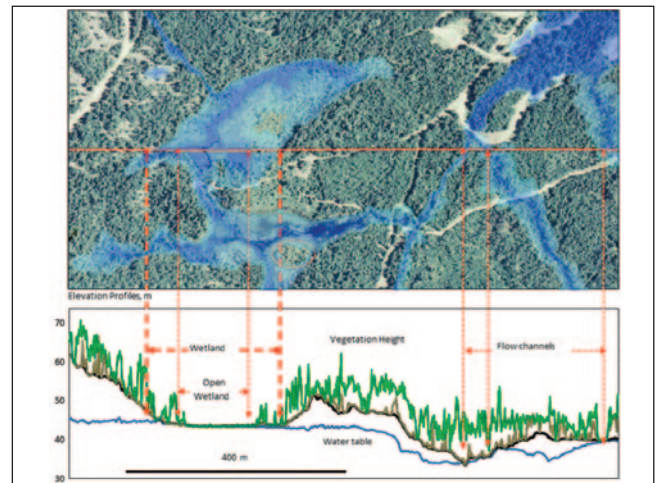 Elevation Profiles, m
70
60
50
40
30
Wetland
Open
Wetland
Vegetation Height
Flow channels
Water table
400 m